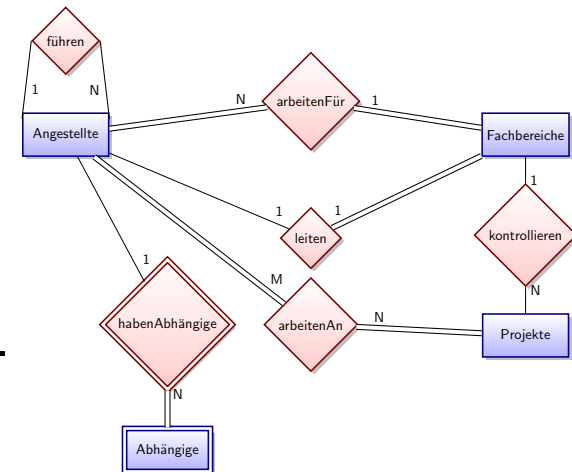 führen
1
N
N
arbeitenFür
1
Angestellte
Fachbereiche
1
1
leiten
1
kontrollieren
1
habenAbhängige
M
arbeitenAn
N
N
Projekte
N
Abhängige